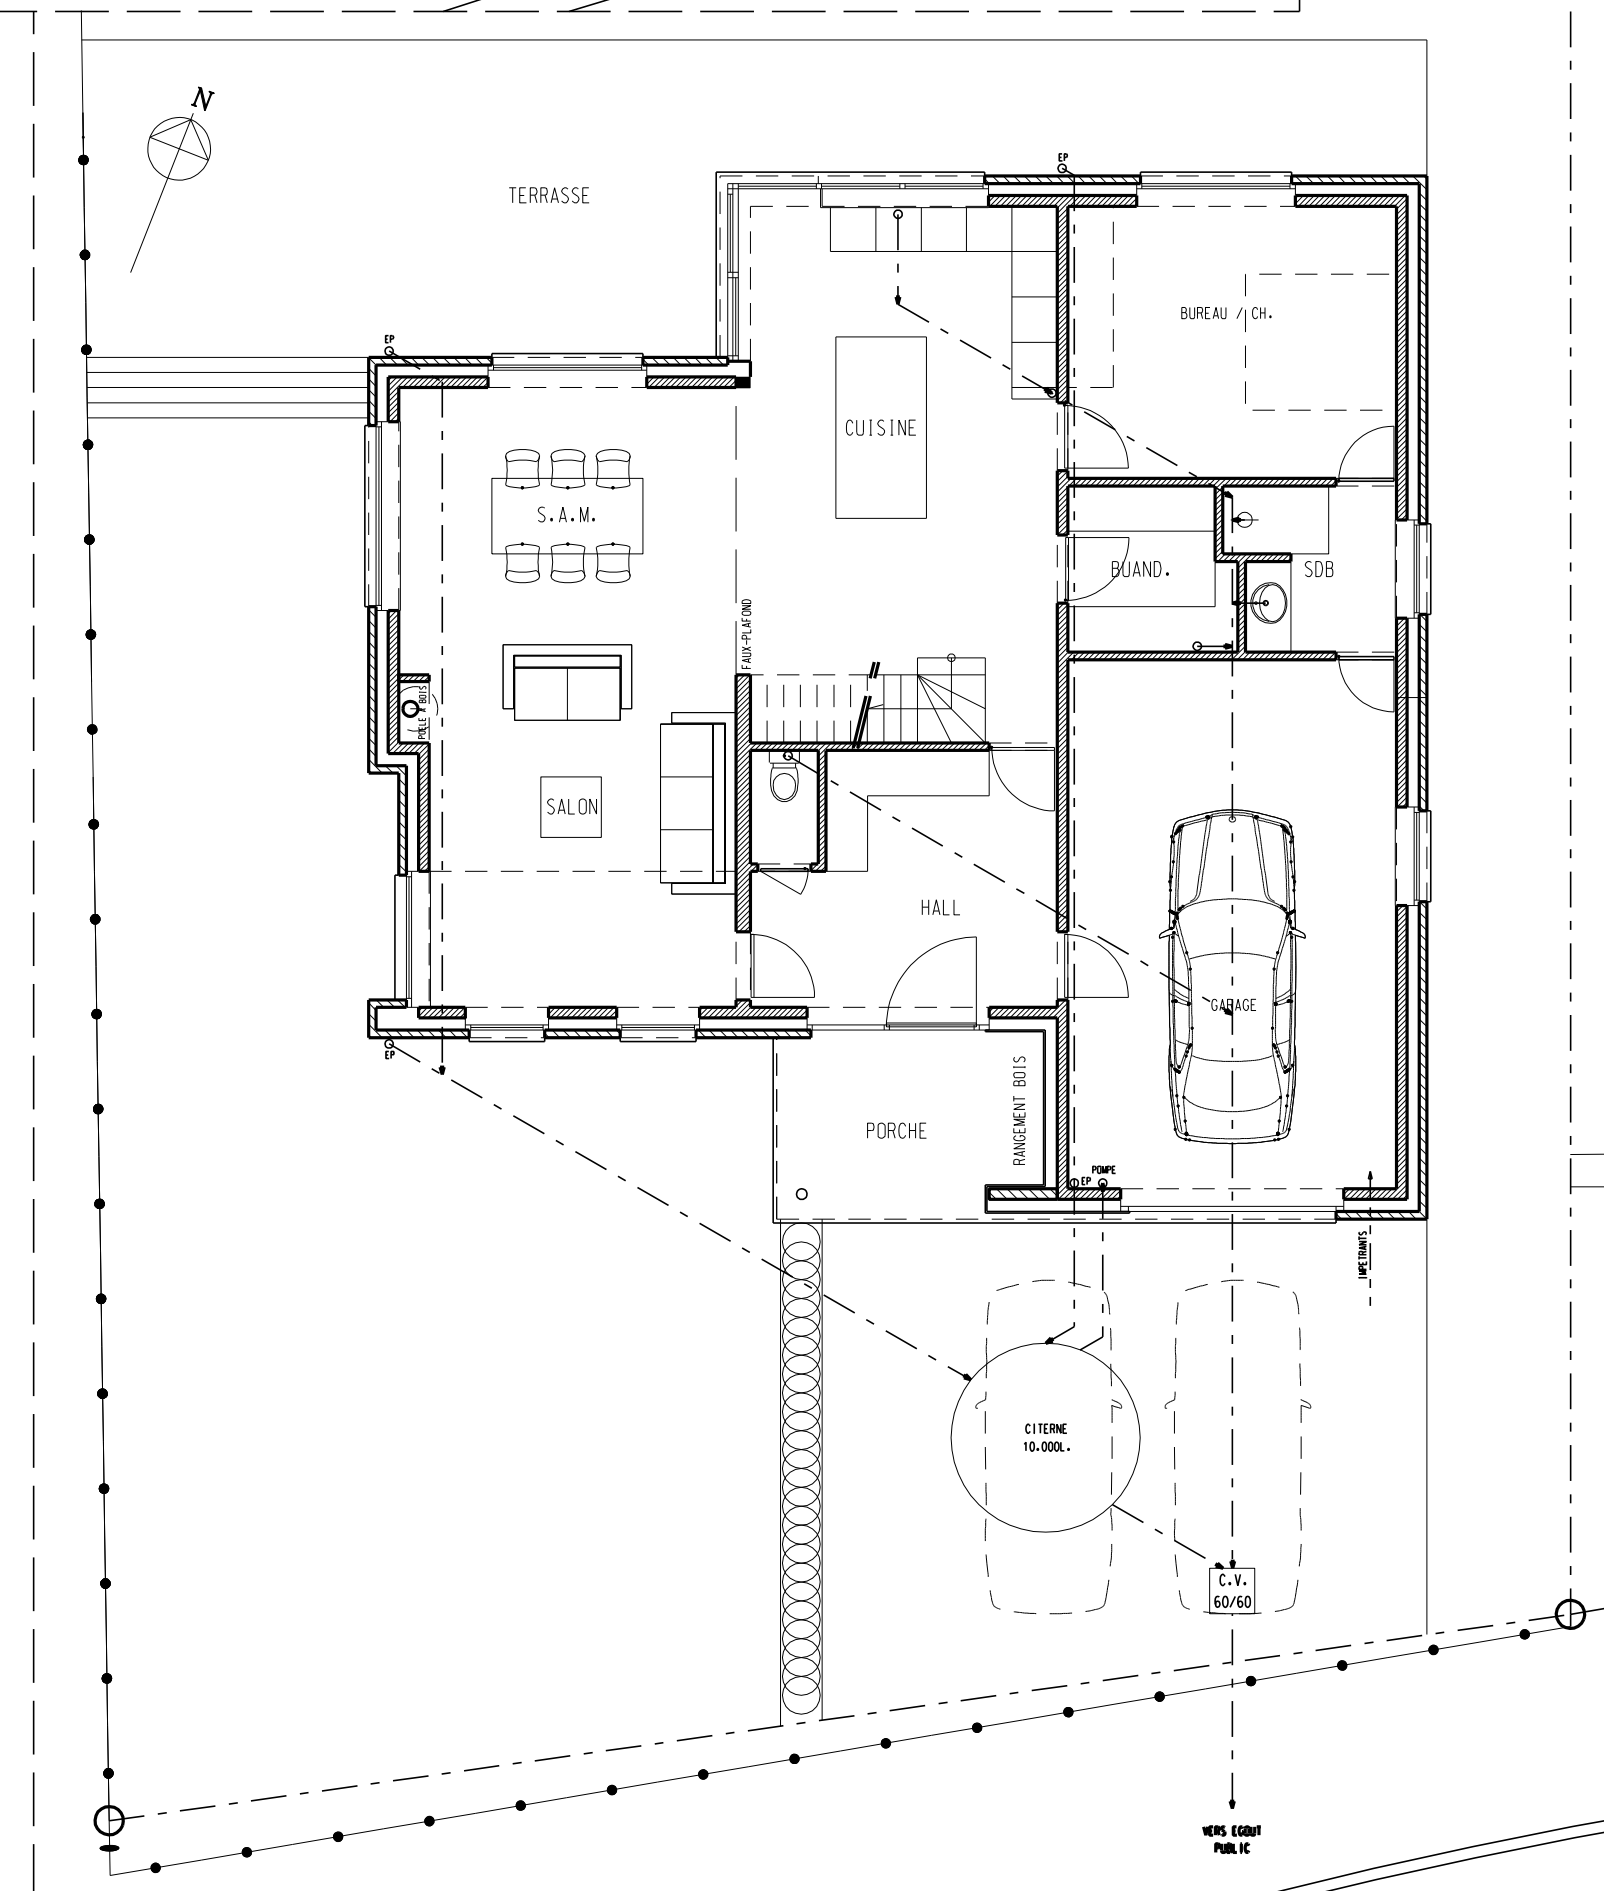 N
EP
TERRASSE
BUREAU / CH.
EP
CUISINE
S.A.M.
BUAND.
SDB
FAUX-PLAFOND
POELE A BOIS
SALON
HALL
GARAGE
EP
RANGEMENT BOIS
PORCHE
POMPE
EP
IMPETRANTS
CITERNE
10.000L.
C.V.
60/60
VERS EGOUT
PUBLIC